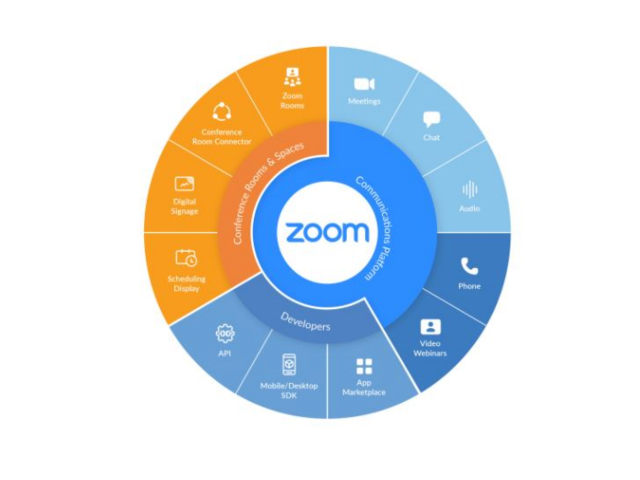 zoom
Communications Platform
Meetings
Chat
Audio
Phone
Video
Webinars
Developers
App
Marketplace
Mobile/Desktop
SDK
API
Conference Rooms & Spaces
Scheduling
Display
Digital
Signage
Conference
Room Connector
Zoom
Rooms